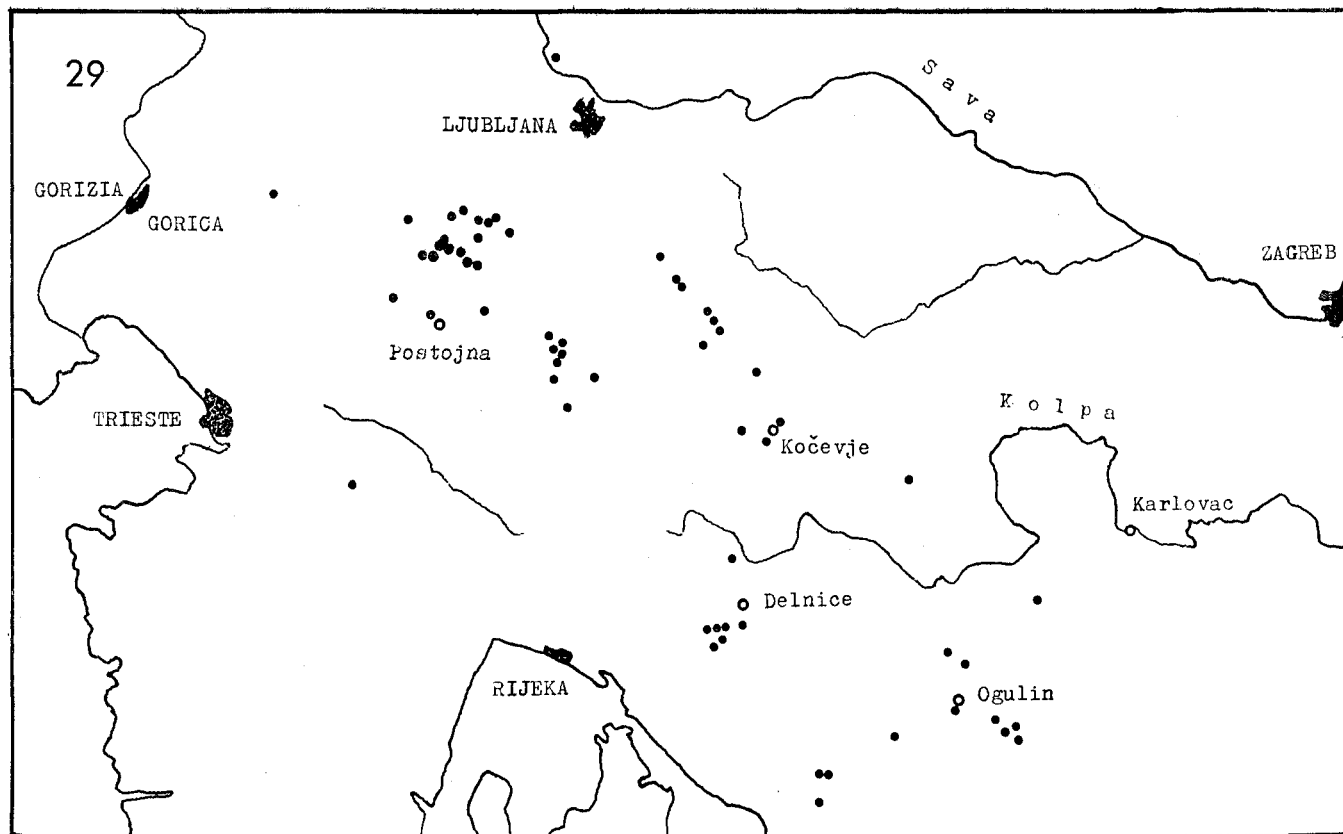 29
Sava
LJUBLJANA
GORIZIA
GORICA
ZAGREB
Postojna
TRIESTE
Kolpa
Kočevje
Karlovac
Delnice
RIJEKA
Ogulin